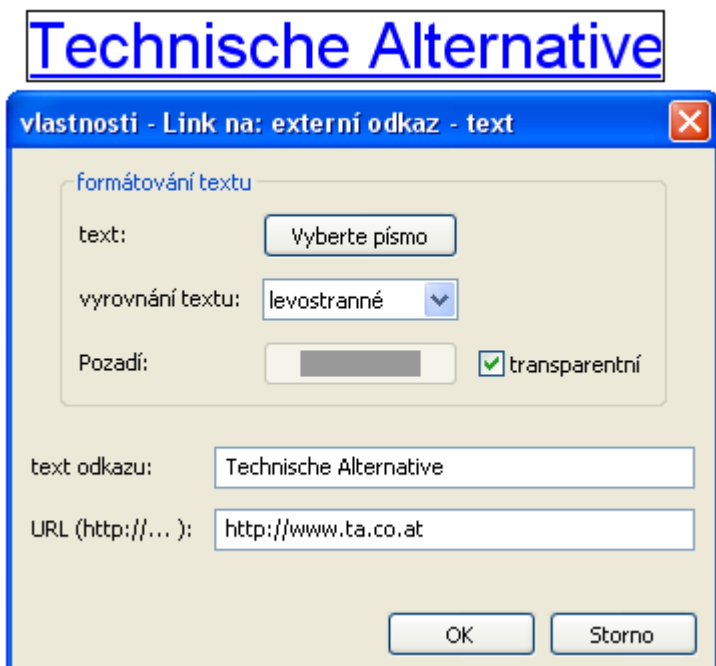 Technische Alternative
vlastnosti - Link na: externí odkaz - text
formátování textu
text:
Vyberte písmo
vyrovnání textu:
levostranné
Pozadí:
transparentní
text odkazu:
Technische Alternative
URL (http://... ):
http://www.ta.co.at
OK
Storno